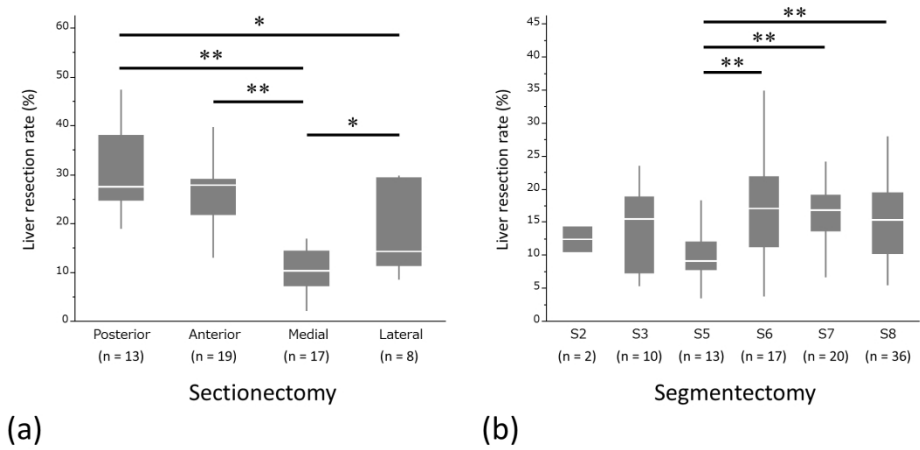 Liver resection rate (%)
60
50
40
30
20
10
0
*
**
**
*
Posterior Anterior Medial Lateral
(n = 13) (n = 19) (n = 17) (n = 8)
Sectionectomy
(a)
Liver resection rate (%)
45
40
35
30
25
20
15
10
5
0
**
**
**
S2 S3 S5 S6 S7 S8
(n = 2) (n = 10) (n = 13) (n = 17) (n = 20) (n = 36)
Segmentectomy
(b)